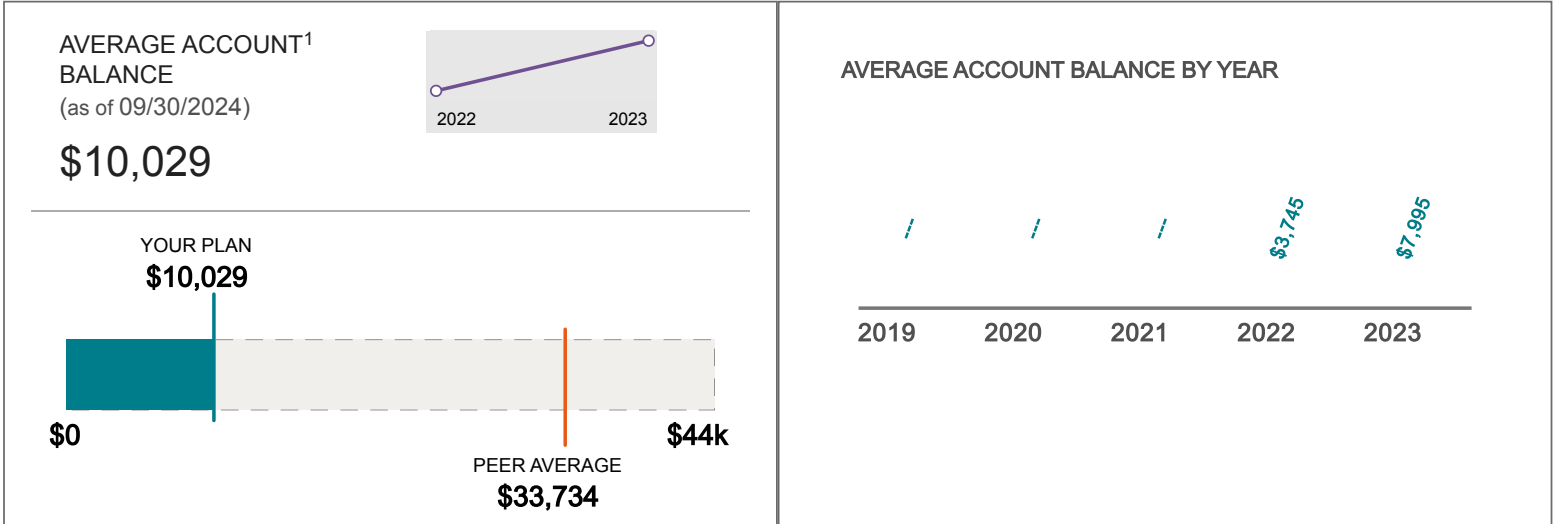 AVERAGE ACCOUNT1
BALANCE
(as of 09/30/2024)
$10,029
2022 2023
YOUR PLAN
$10,029
$0 $44k
PEER AVERAGE
$33,734
AVERAGE ACCOUNT BALANCE BY YEAR
--- --- --- $3,745 $7,995
2019 2020 2021 2022 2023